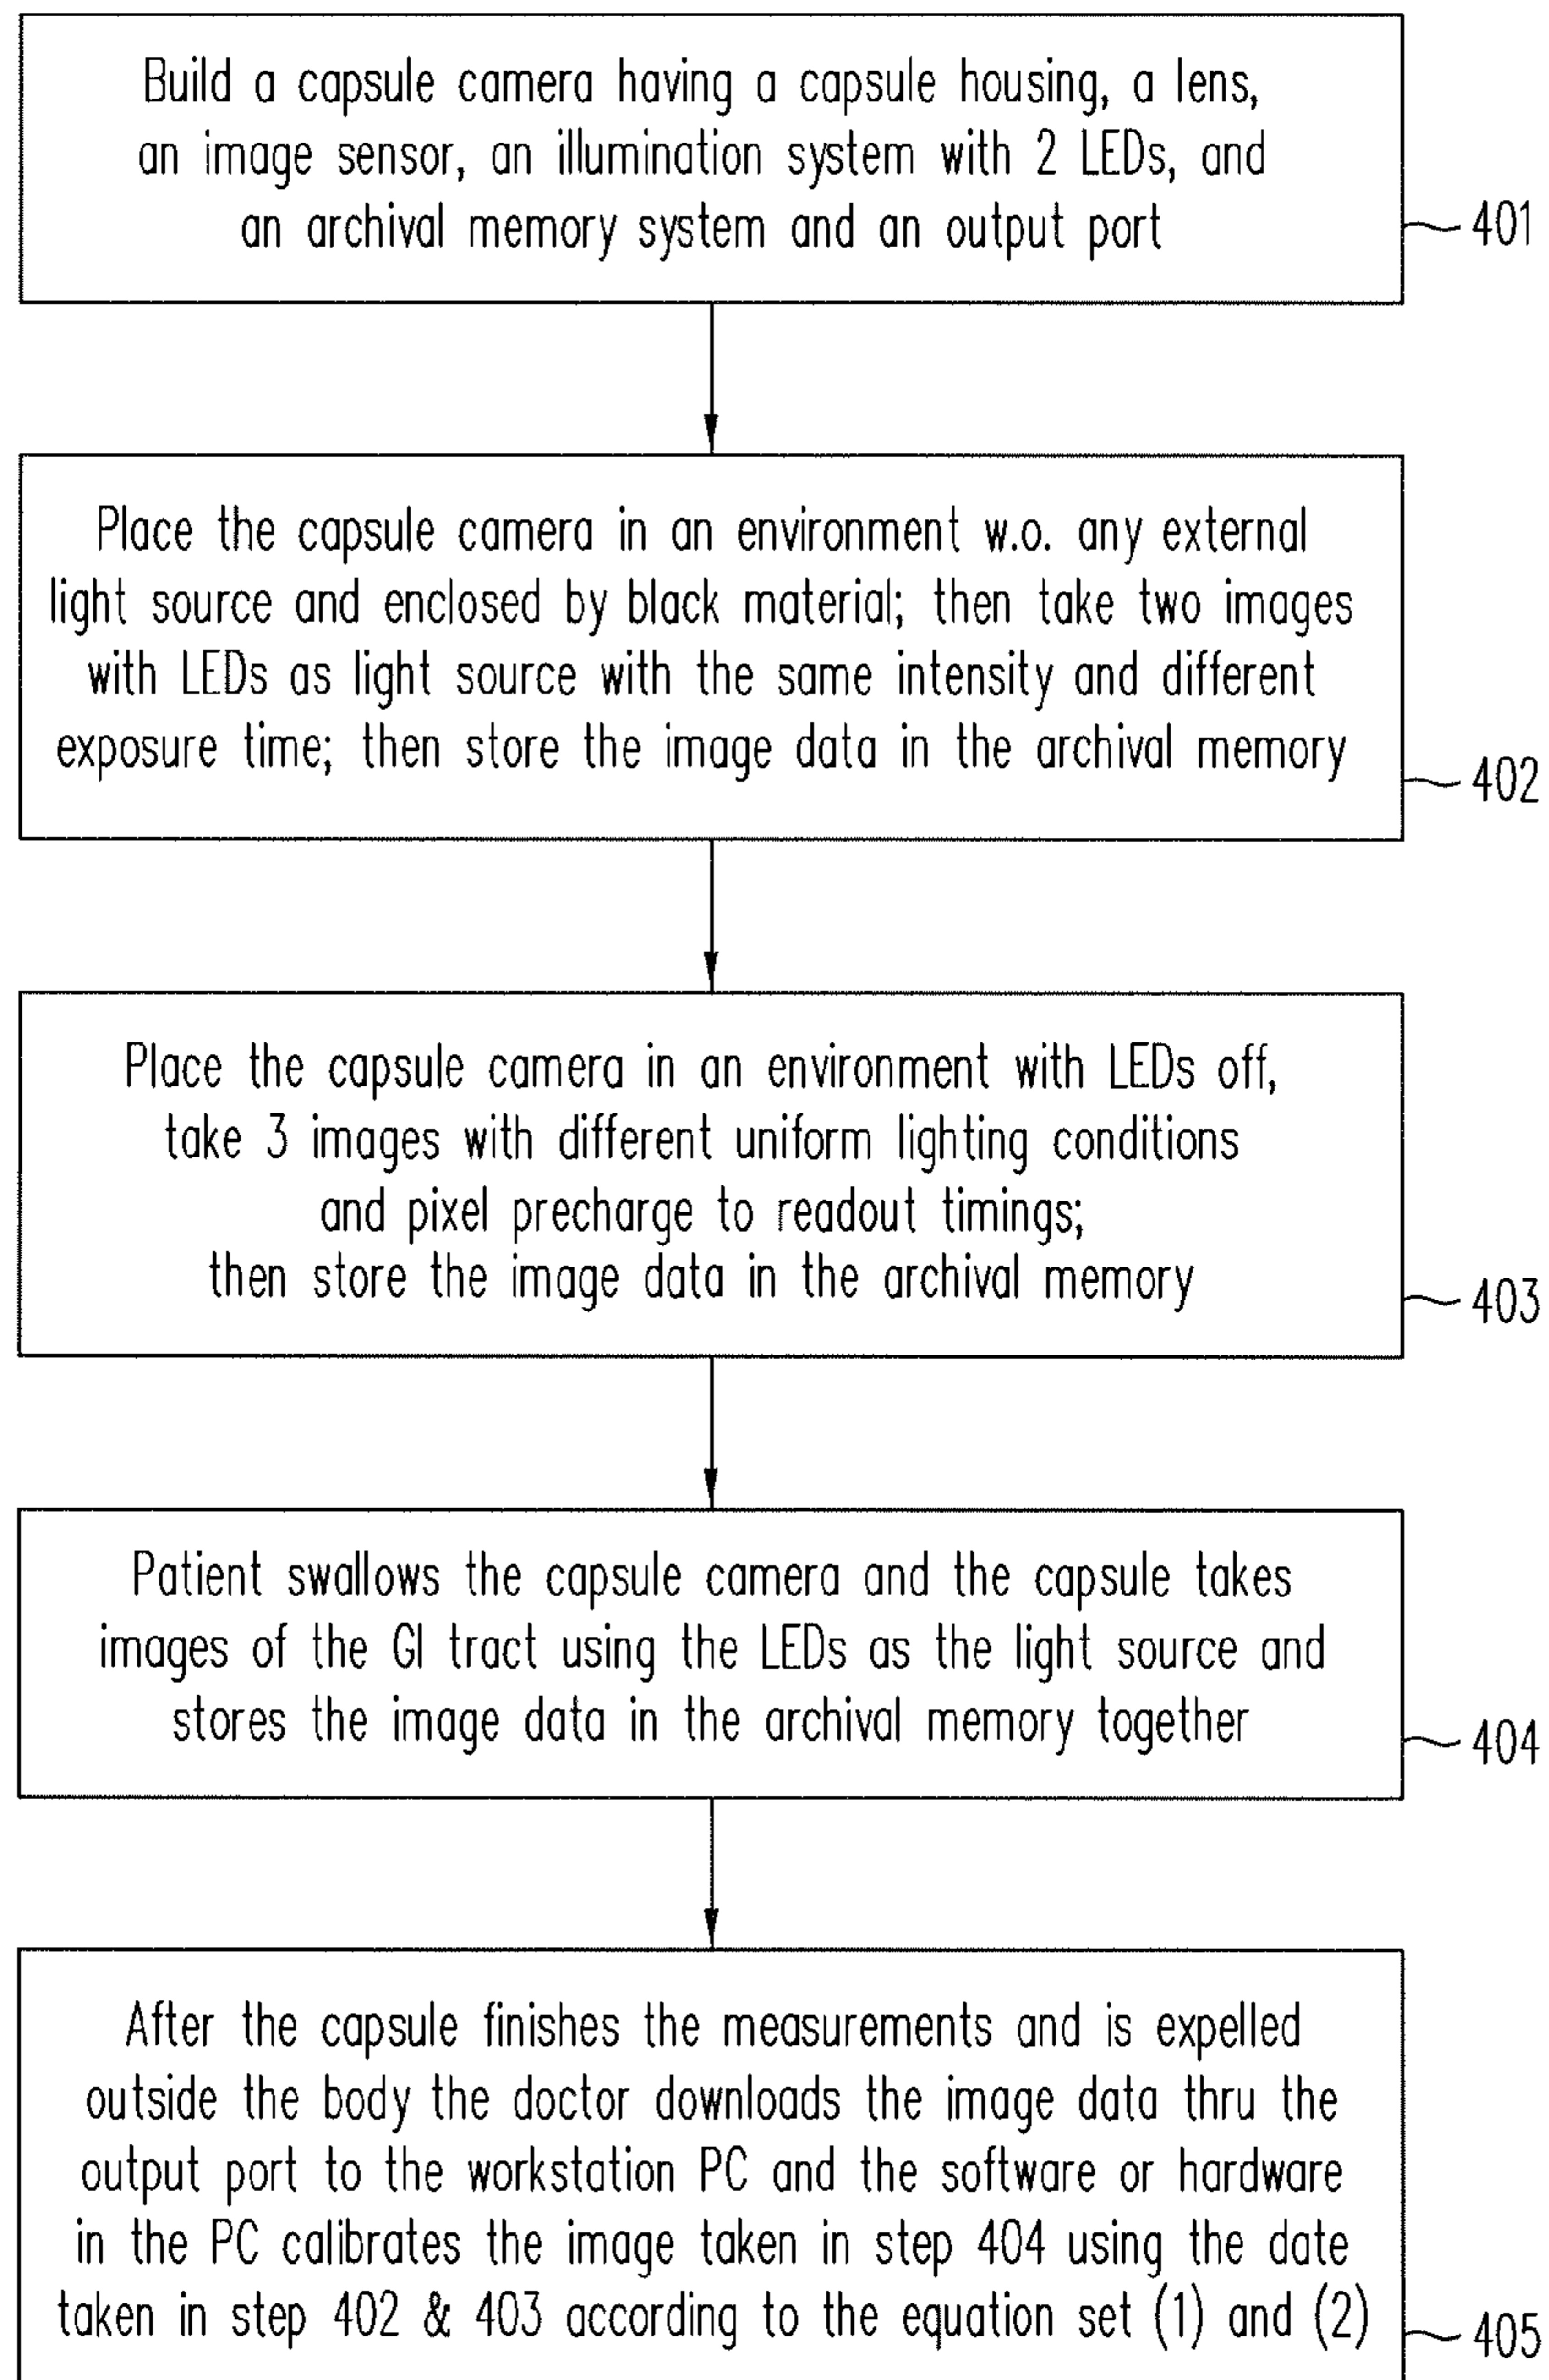 Build a capsule camera having a capsule housing, a lens,
an image sensor, an illumination system with 2 LEDs, and
an archival memory system and an output port
401
Place the capsule camera in an environment w.o. any external
light source and enclosed by black material; then take two images
with LEDs as light source with the same intensity and different
exposure time; then store the image data in the archival memory
402
Place the capsule camera in an environment with LEDs off,
take 3 images with different uniform lighting conditions
and pixel precharge to readout timings;
then store the image data in the archival memory
403
Patient swallows the capsule camera and the capsule takes
images of the GI tract using the LEDs as the light source and
stores the image data in the archival memory together
404
After the capsule finishes the measurements and is expelled
outside the body the doctor downloads the image data thru the
output port to the workstation PC and the software or hardware
in the PC calibrates the image taken in step 404 using the date
taken in step 402 & 403 according to the equation set (1) and (2)
405